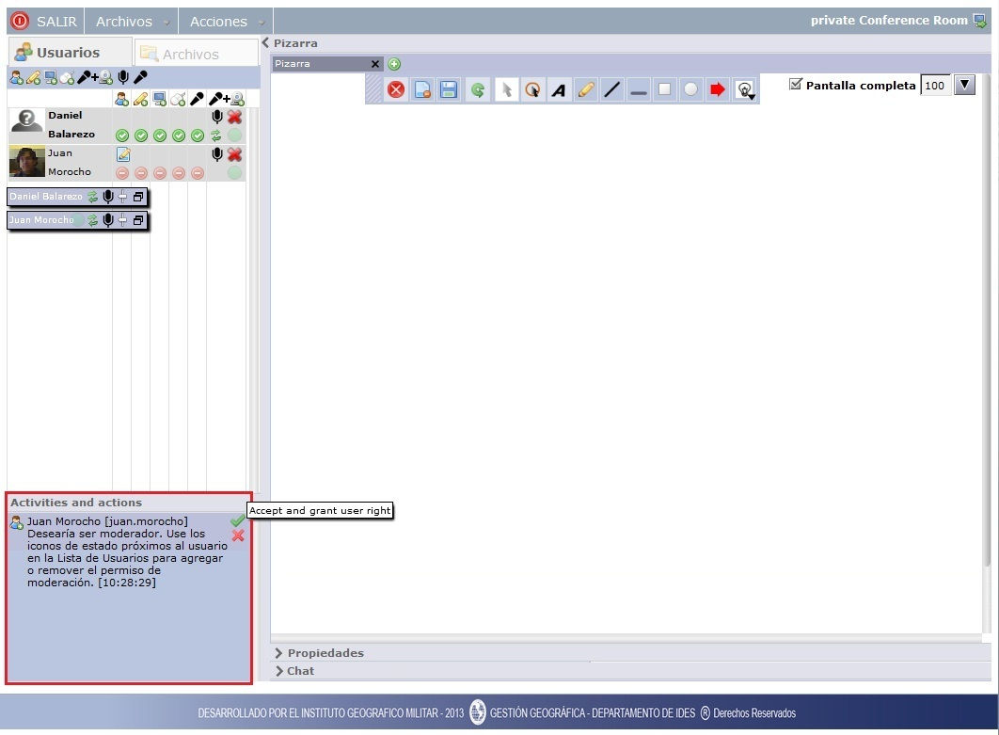 SALIR Archivos Acciones private Conference Room
Usuarios Archivos
Pizarra
Pizarra
Pantalla completa 100
Daniel
Balarezo
Juan
Morocho
Daniel Balarezo
Juan Morocho
Activities and actions
Accept and grant user right
Juan Morocho [juan.morocho]
Desearía ser moderador. Use los
iconos de estado próximos al usuario
en la Lista de Usuarios para agregar
o remover el permiso de
moderación. [10:28:29]
Propiedades
Chat
DESARROLLADO POR EL INSTITUTO GEOGRAFICO MILITAR - 2013 GESTIÓN GEOGRÁFICA - DEPARTAMENTO DE IDES ® Derechos Reservados